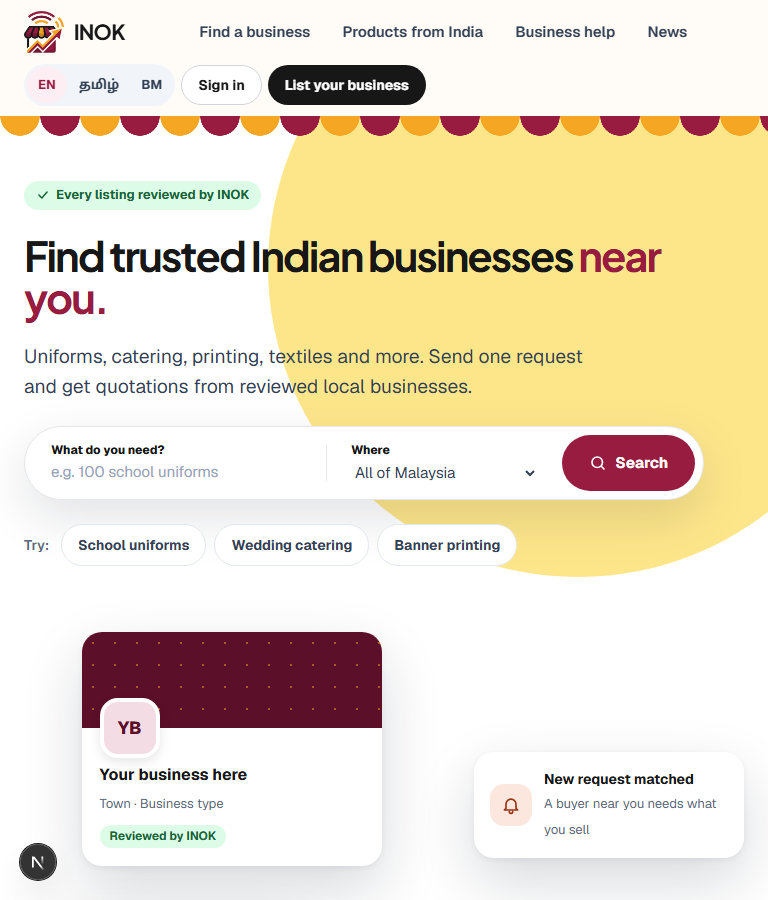 INOK
Find a business
Products from India
Business help
News
EN
தமிழ்
BM
Sign in
List your business
Every listing reviewed by INOK
Find trusted Indian businesses near
you.
Uniforms, catering, printing, textiles and more. Send one request
and get quotations from reviewed local businesses.
What do you need?
e.g. 100 school uniforms
Where
All of Malaysia
Search
Try:
School uniforms
Wedding catering
Banner printing
YB
Your business here
Town · Business type
Reviewed by INOK
New request matched
A buyer near you needs what
you sell
N